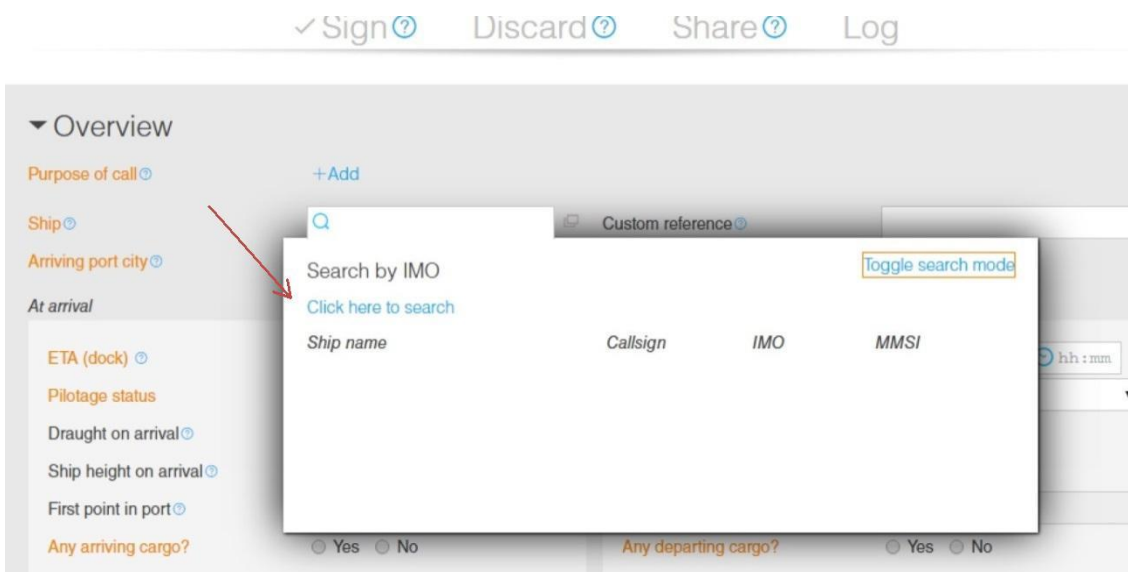 Sign Discard Share Log
Overview
Purpose of call +Add
Ship Custom reference
Arriving port city
Search by IMO Toggle search mode
At arrival
Click here to search
Ship name Callsign IMO MMSI
ETA (dock) hh:mm
Pilotage status
Draught on arrival
Ship height on arrival
First point in port
Any arriving cargo? Yes No Any departing cargo? Yes No